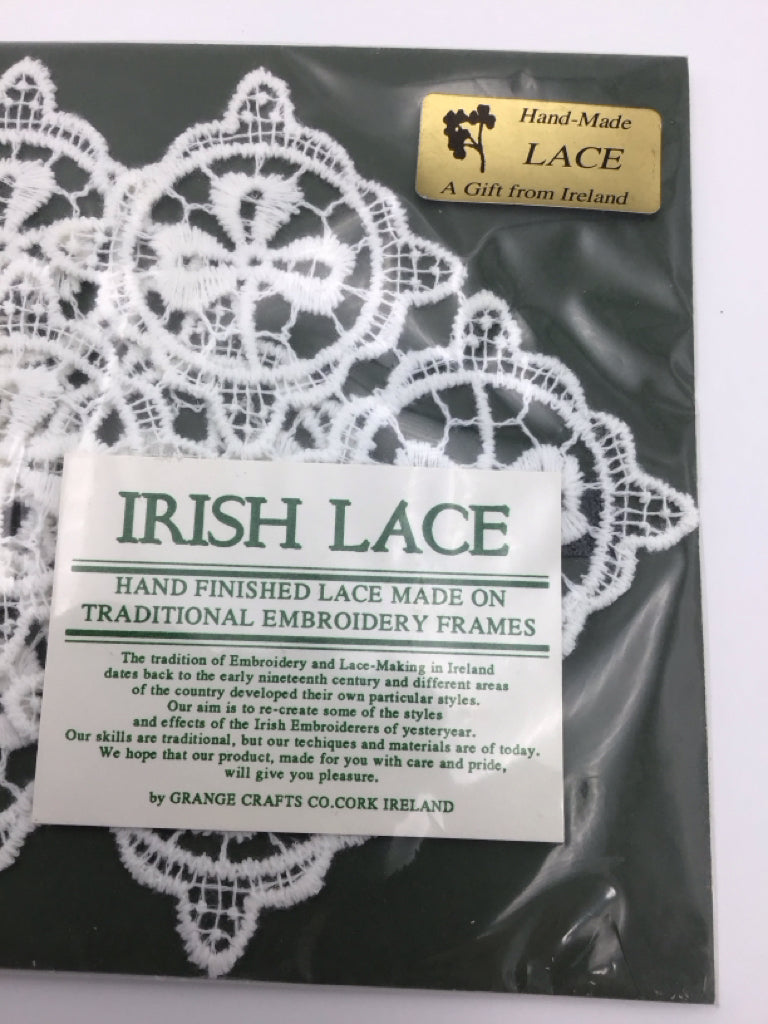 Hand-Made
LACE
A Gift from Ireland
IRISH LACE
HAND FINISHED LACE MADE ON
TRADITIONAL EMBROIDERY FRAMES
The tradition of Embroidery and Lace-Making in Ireland
dates back to the early nineteenth century and different areas
of the country developed their own particular styles.
Our aim is to re-create some of the styles
and effects of the Irish Embroiderers of yesteryear.
Our skills are traditional, but our techiques and materials are of today.
We hope that our product, made for you with care and pride,
will give you pleasure.
by GRANGE CRAFTS CO.CORK IRELAND